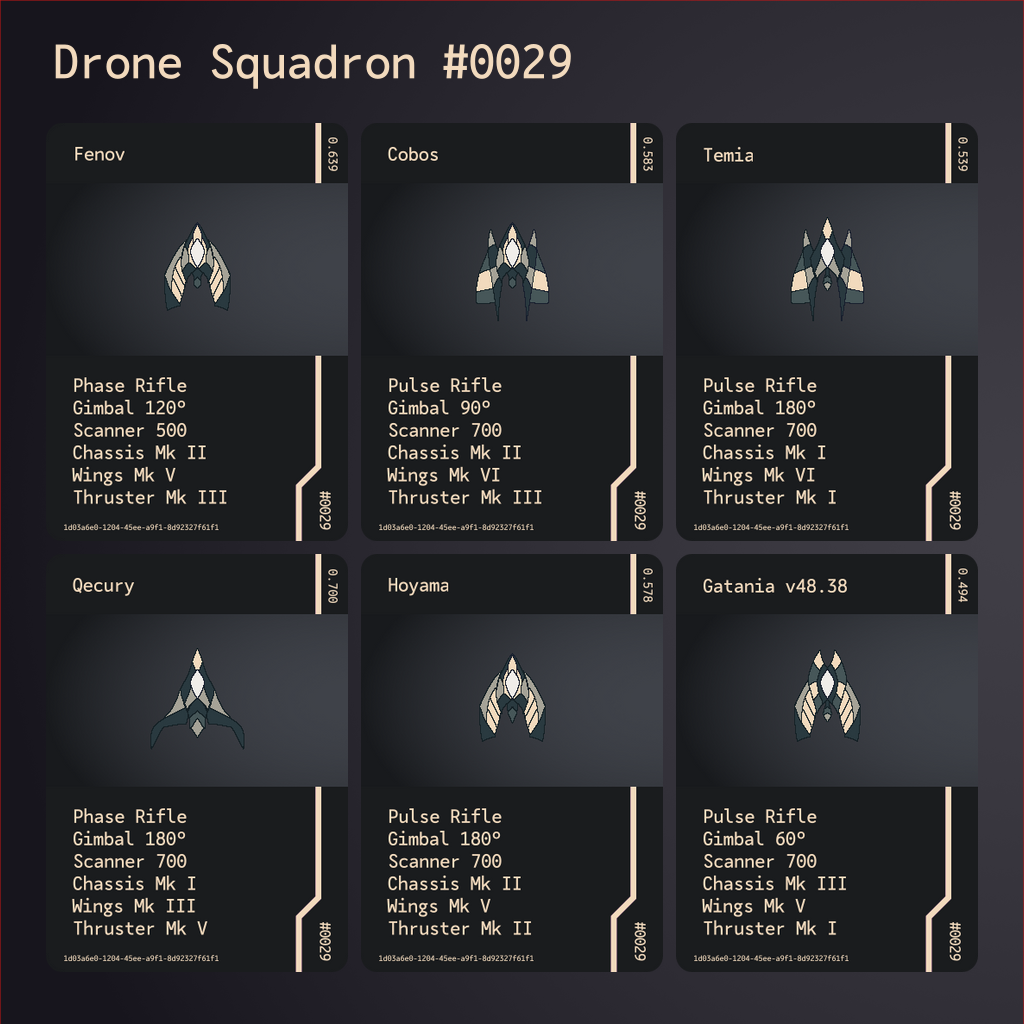 Drone Squadron #0029
Fenov
0.639
Phase Rifle
Gimbal 120º
Scanner 500
Chassis Mk II
Wings Mk V
Thruster Mk III
#0029
1d03a6e0-1204-45ee-a9f1-8d92327f61f1
Cobos
0.583
Pulse Rifle
Gimbal 90º
Scanner 700
Chassis Mk II
Wings Mk VI
Thruster Mk III
#0029
1d03a6e0-1204-45ee-a9f1-8d92327f61f1
Temia
0.539
Pulse Rifle
Gimbal 180º
Scanner 700
Chassis Mk I
Wings Mk VI
Thruster Mk I
#0029
1d03a6e0-1204-45ee-a9f1-8d92327f61f1
Qecury
0.700
Phase Rifle
Gimbal 180º
Scanner 700
Chassis Mk I
Wings Mk III
Thruster Mk V
#0029
1d03a6e0-1204-45ee-a9f1-8d92327f61f1
Hoyama
0.578
Pulse Rifle
Gimbal 180º
Scanner 700
Chassis Mk II
Wings Mk V
Thruster Mk II
#0029
1d03a6e0-1204-45ee-a9f1-8d92327f61f1
Gatania v48.38
0.494
Pulse Rifle
Gimbal 60º
Scanner 700
Chassis Mk III
Wings Mk V
Thruster Mk I
#0029
1d03a6e0-1204-45ee-a9f1-8d92327f61f1